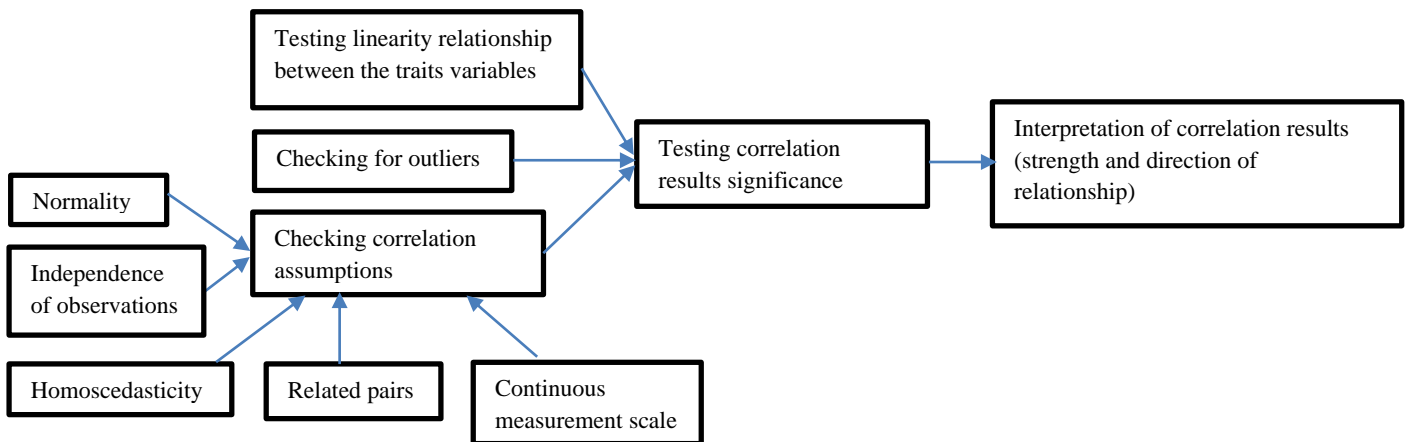 Testing linearity relationship
between the traits variables
Checking for outliers
Testing correlation
results significance
Interpretation of correlation results
(strength and direction of
relationship)
Normality
Checking correlation
assumptions
Independence
of observations
Homoscedasticity
Related pairs
Continuous
measurement scale